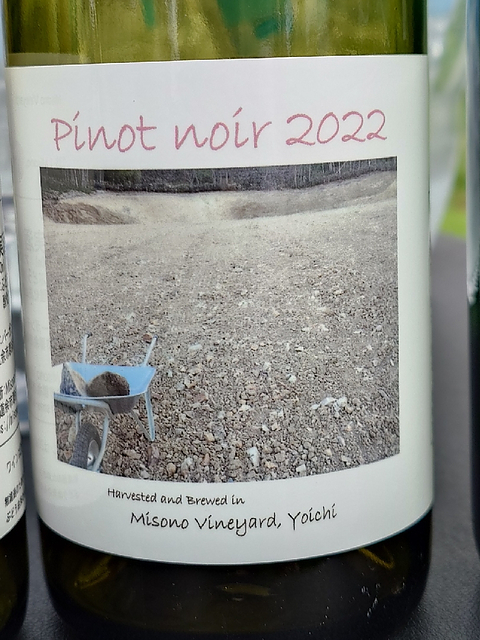 Pinot noir 2022
Harvested and Brewed in
Misono Vineyard, Yoichi